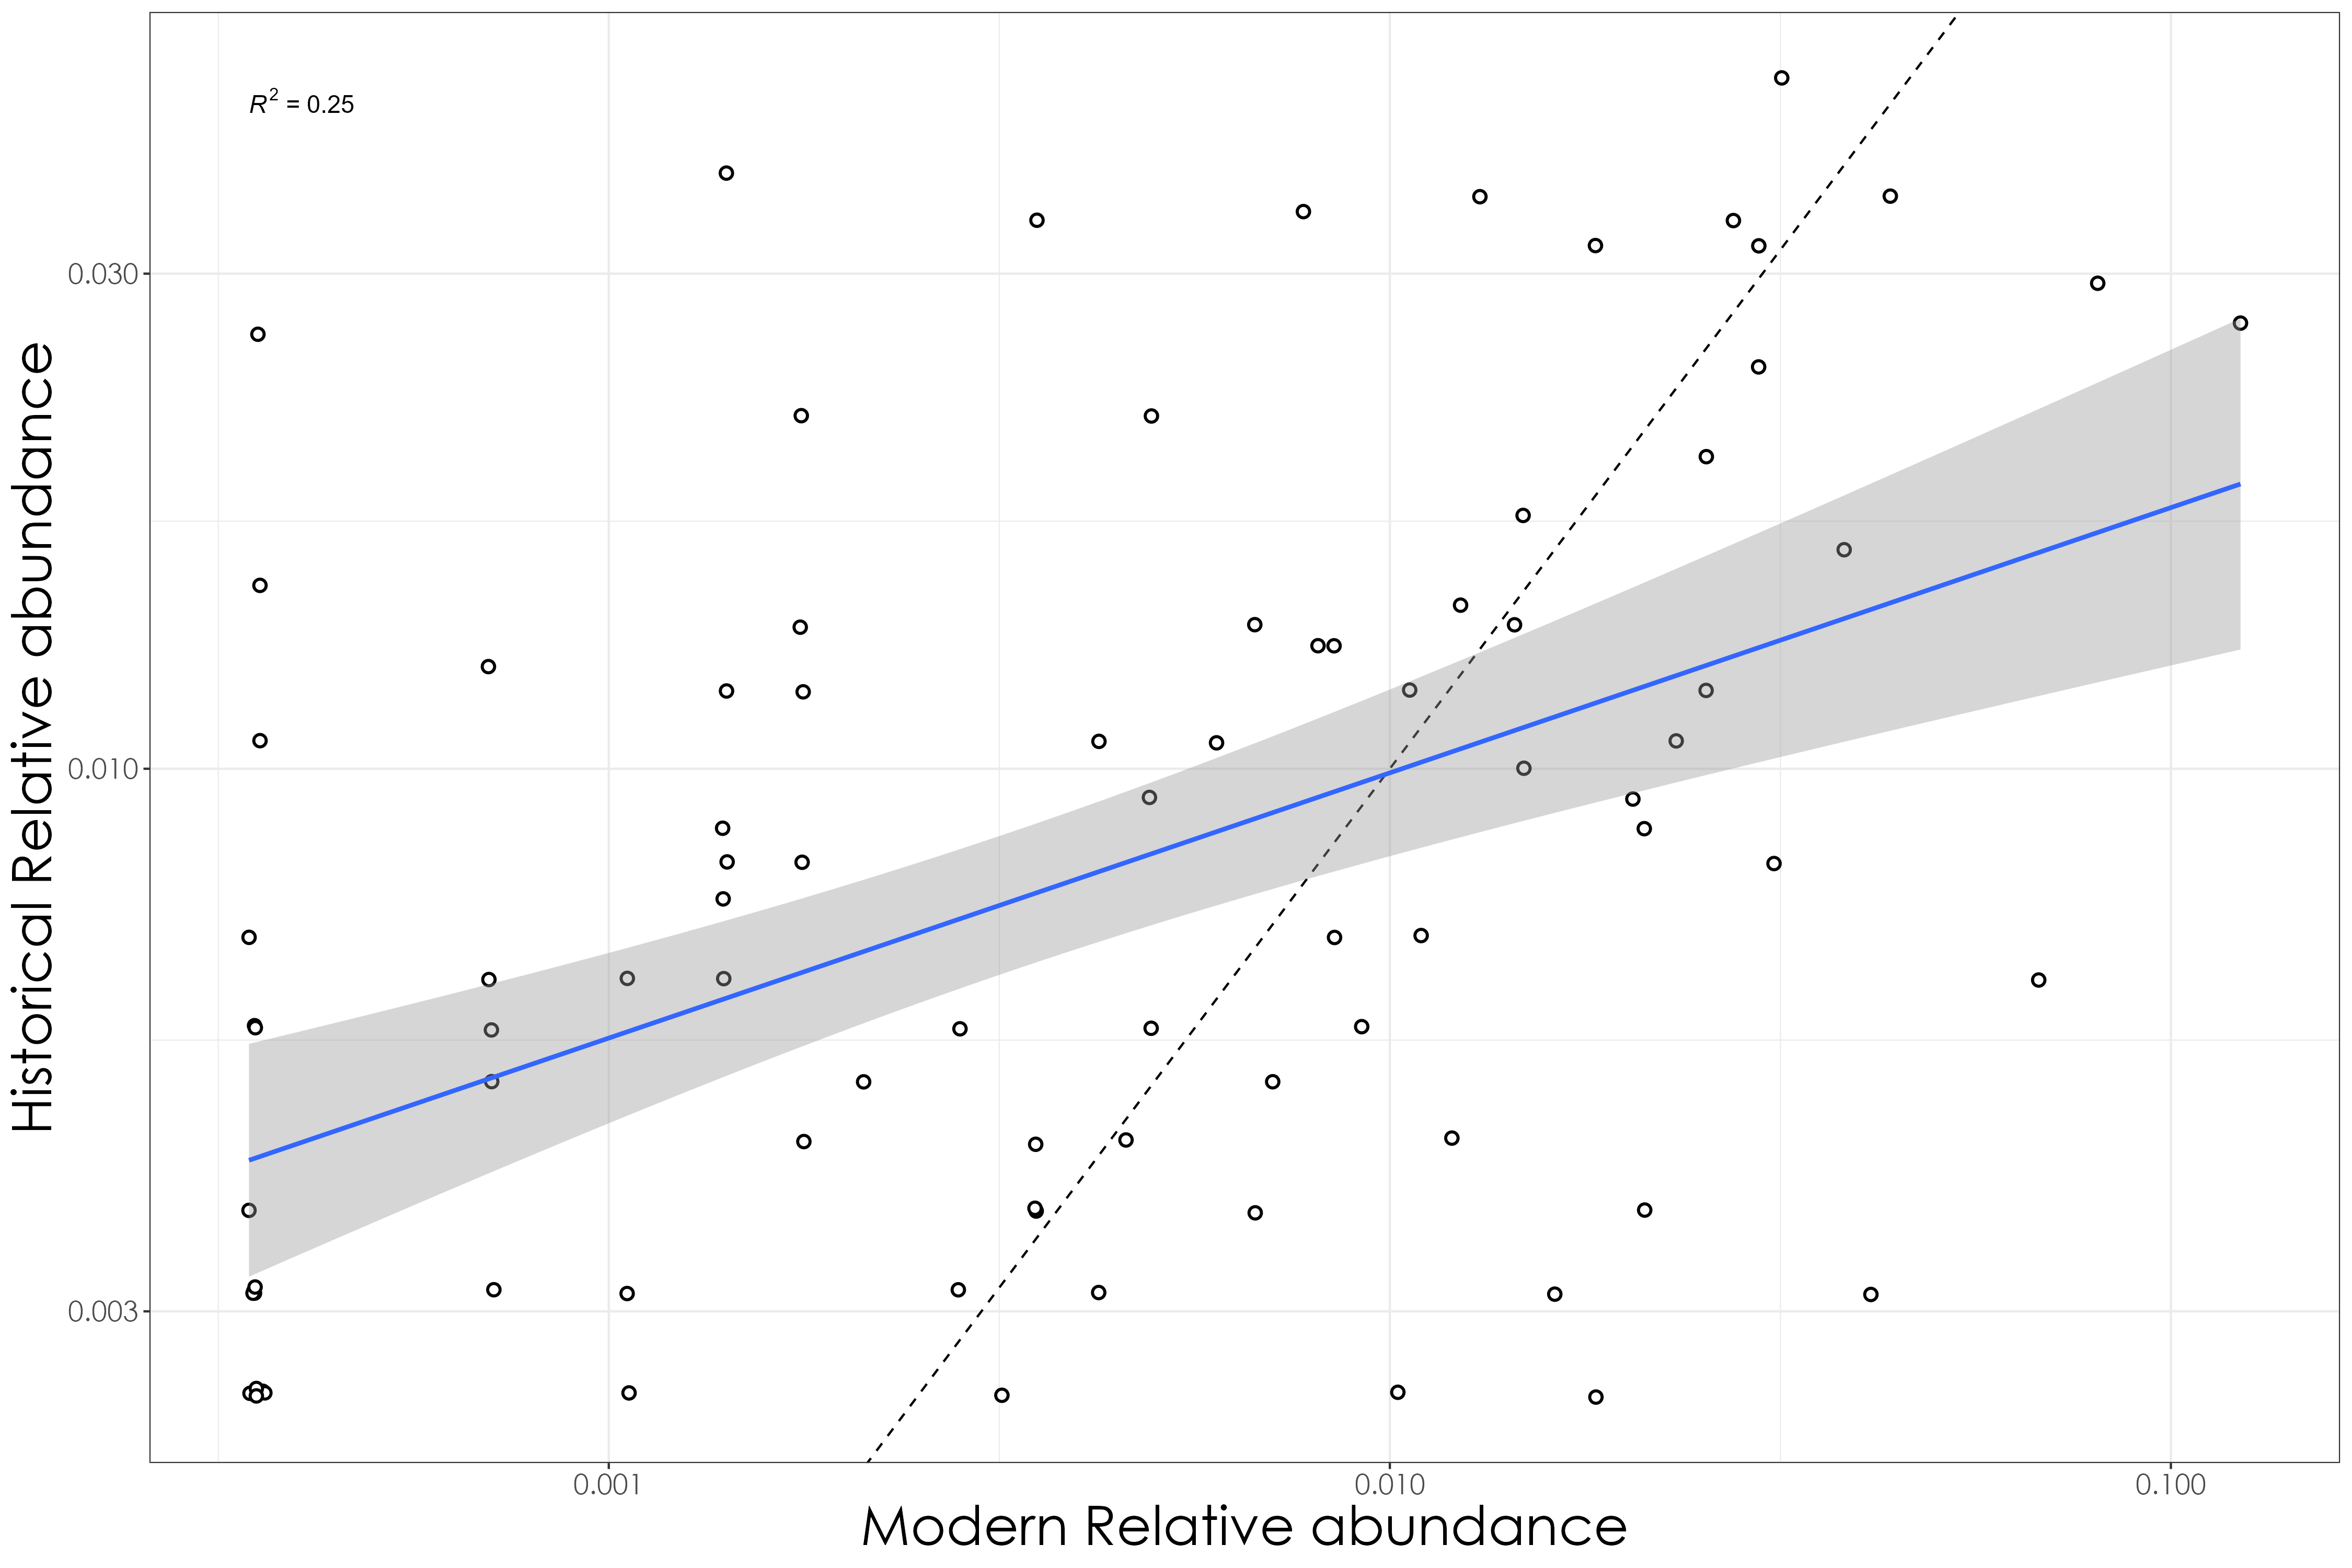 R² = 0.25
0.030
0.010
0.003
Historical Relative abundance
0.001
0.010
0.100
Modern Relative abundance